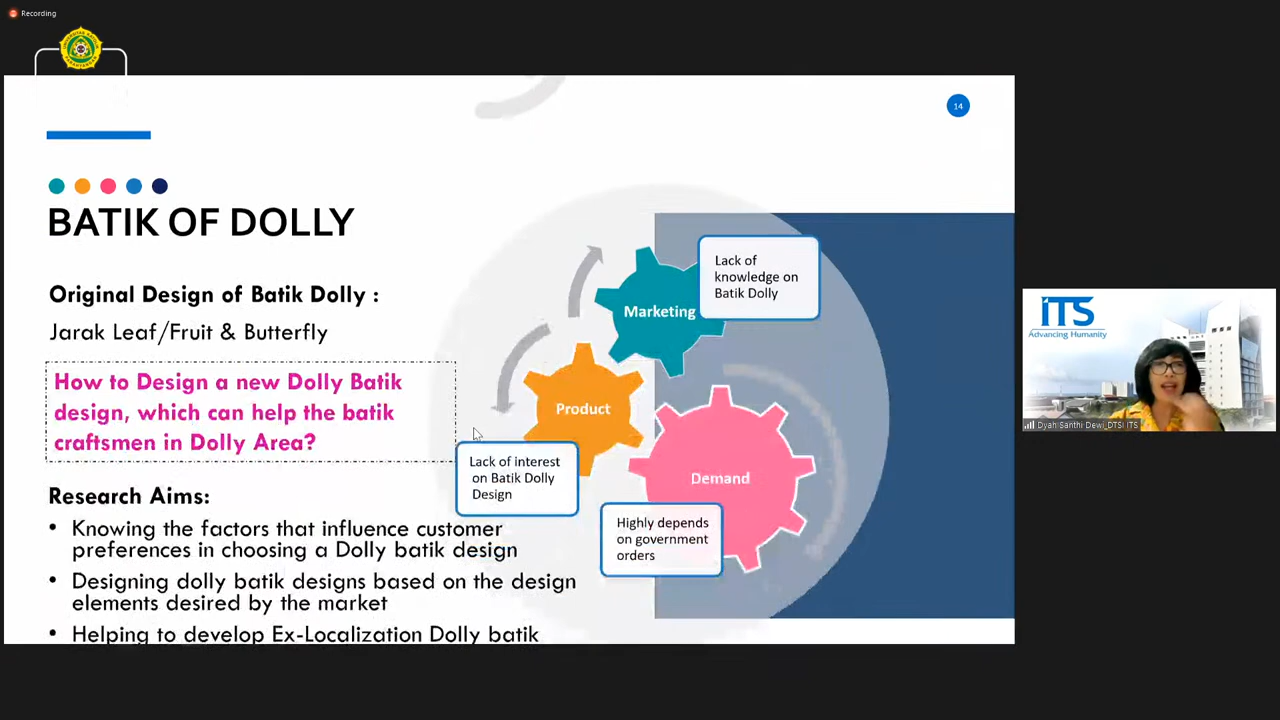 Recording
14
BATIK OF DOLLY
Original Design of Batik Dolly :
Jarak Leaf/Fruit & Butterfly
How to Design a new Dolly Batik
design, which can help the batik
craftsmen in Dolly Area?
Research Aims:
• Knowing the factors that influence customer
preferences in choosing a Dolly batik design
• Designing dolly batik designs based on the design
elements desired by the market
• Helping to develop Ex-Localization Dolly batik
Marketing
Lack of
knowledge on
Batik Dolly
Product
Lack of interest
on Batik Dolly
Design
Demand
Highly depends
on government
orders
ITS
Advancing Humanity
Dyah Santhi Dewi_DTSI ITS